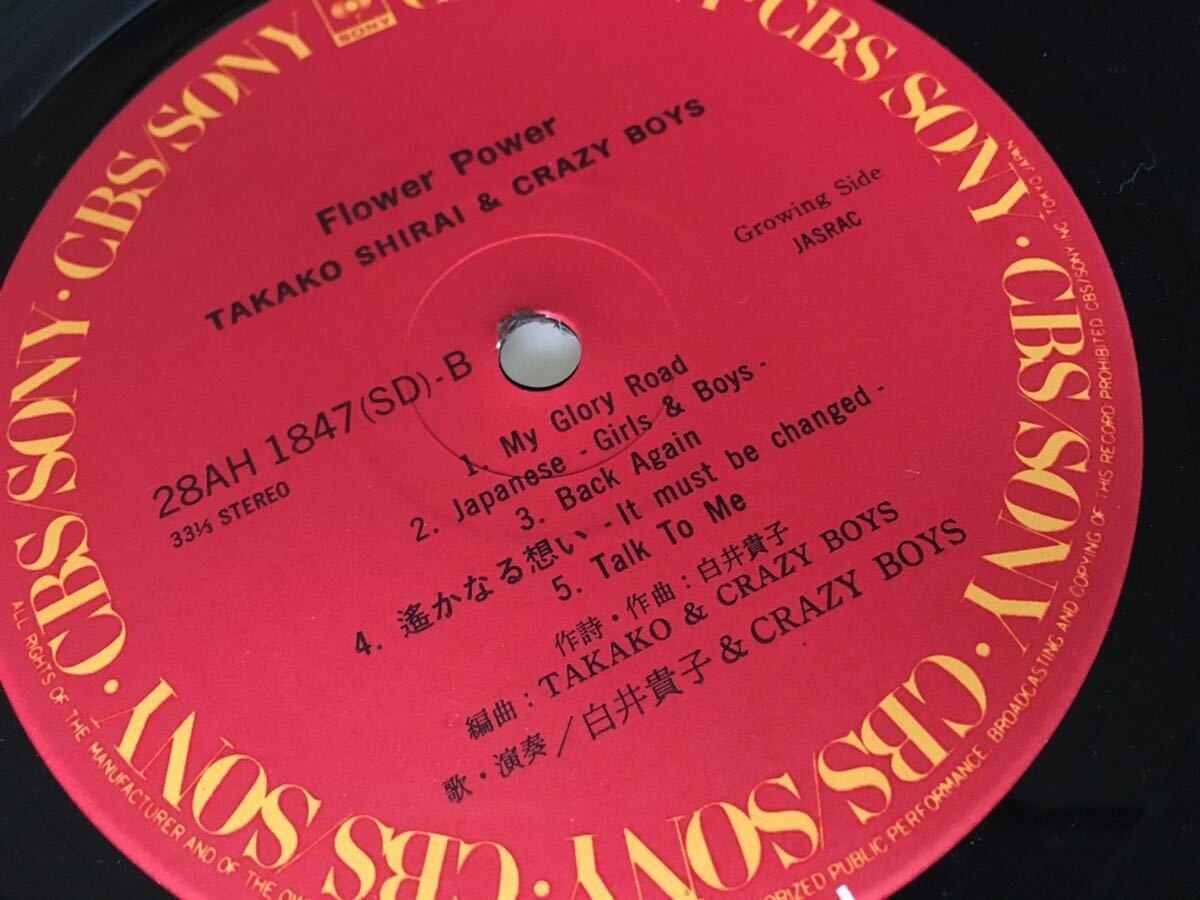 CBS/SONY · CBS/SONY · CBS/SONY · CBS/SONY · CBS/SONY · CBS/SONY · CBS/SONY
SONY
Flower Power
TAKAKO SHIRAI & CRAZY BOYS
Growing Side
JASRAC
28AH 1847(SD)-B
33⅓ STEREO
1. My Glory Road
2. Japanese - Girls & Boys -
3. Back Again
4. 遙かなる想い - It must be changed -
5. Talk To Me
作詩・作曲：白井貴子
編曲：TAKAKO & CRAZY BOYS
歌・演奏／白井貴子 & CRAZY BOYS
ALL RIGHTS OF THE MANUFACTURER AND OF THE
PUBLIC PERFORMANCE, BROADCASTING AND COPYING OF THIS RECORD PROHIBITED CBS/SONY INC. TOKYO JAPAN